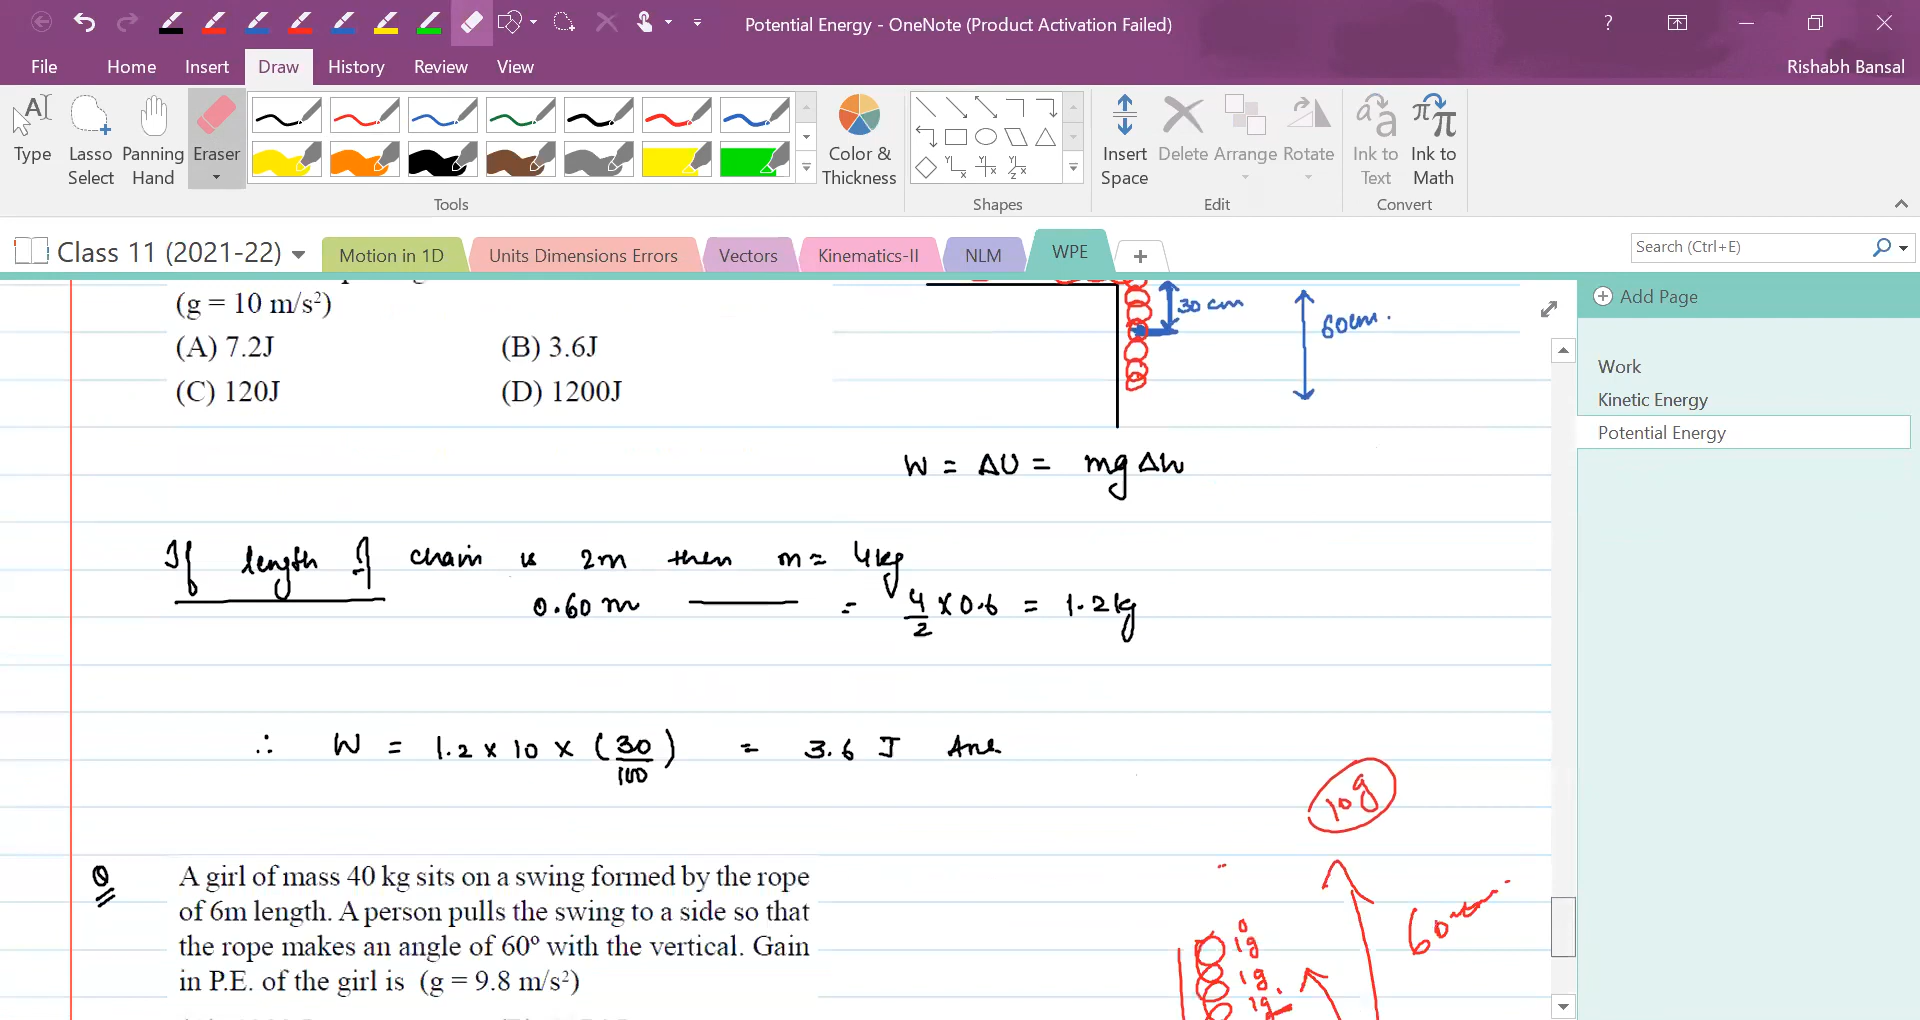 Potential Energy - OneNote (Product Activation Failed)
?
File Home Insert Draw History Review View
Rishabh Bansal
Type
Lasso Select
Panning Hand
Eraser
Color & Thickness
Insert Space
Delete
Arrange
Rotate
Ink to Text
Ink to Math
Tools
Shapes
Edit
Convert
Class 11 (2021-22)
Motion in 1D
Units Dimensions Errors
Vectors
Kinematics-II
NLM
WPE
Search (Ctrl+E)
Add Page
Work
Kinetic Energy
Potential Energy
(g = 10 m/s²)
(A) 7.2J (B) 3.6J
(C) 120J (D) 1200J
30 cm
60cm.
W = ΔU = mgΔh
If length of chain is 2m then m = 4kg
0.60 m —— = 4/2 × 0.6 = 1.2kg
∴ W = 1.2 × 10 × (30/100) = 3.6 J Ans
10g
Q A girl of mass 40 kg sits on a swing formed by the rope
of 6m length. A person pulls the swing to a side so that
the rope makes an angle of 60º with the vertical. Gain
in P.E. of the girl is (g = 9.8 m/s²)
1g
1g
1g